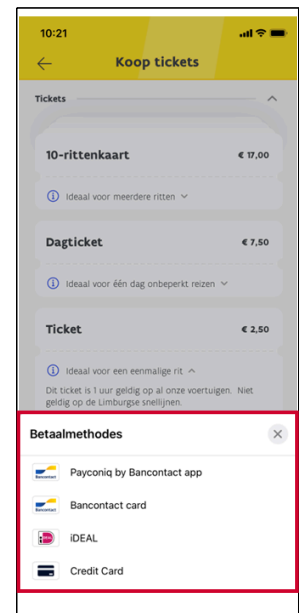 10:21
Koop tickets
Tickets
10-rittenkaart € 17,00
Ideaal voor meerdere ritten
Dagticket € 7,50
Ideaal voor één dag onbeperkt reizen
Ticket € 2,50
Ideaal voor een eenmalige rit
Dit ticket is 1 uur geldig op al onze voertuigen. Niet
geldig op de Limburgse snellijnen.
Betaalmethodes
Bancontact Payconiq by Bancontact app
Bancontact Bancontact card
iDEAL
Credit Card